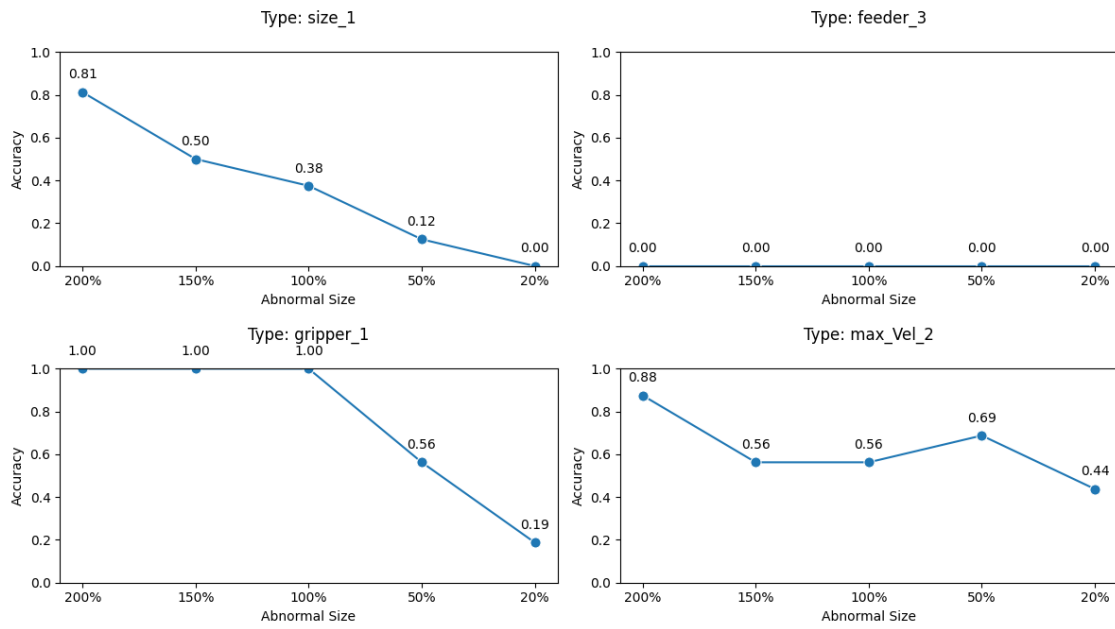 Type: size_1
1.0
0.8
0.6
0.4
0.2
0.0
Accuracy
0.81
0.50
0.38
0.12
0.00
200% 150% 100% 50% 20%
Abnormal Size
Type: feeder_3
1.0
0.8
0.6
0.4
0.2
0.0
Accuracy
0.00 0.00 0.00 0.00 0.00
200% 150% 100% 50% 20%
Abnormal Size
Type: gripper_1
1.0
0.8
0.6
0.4
0.2
0.0
Accuracy
1.00 1.00 1.00
0.56
0.19
200% 150% 100% 50% 20%
Abnormal Size
Type: max_Vel_2
1.0
0.8
0.6
0.4
0.2
0.0
Accuracy
0.88
0.56
0.56
0.69
0.44
200% 150% 100% 50% 20%
Abnormal Size